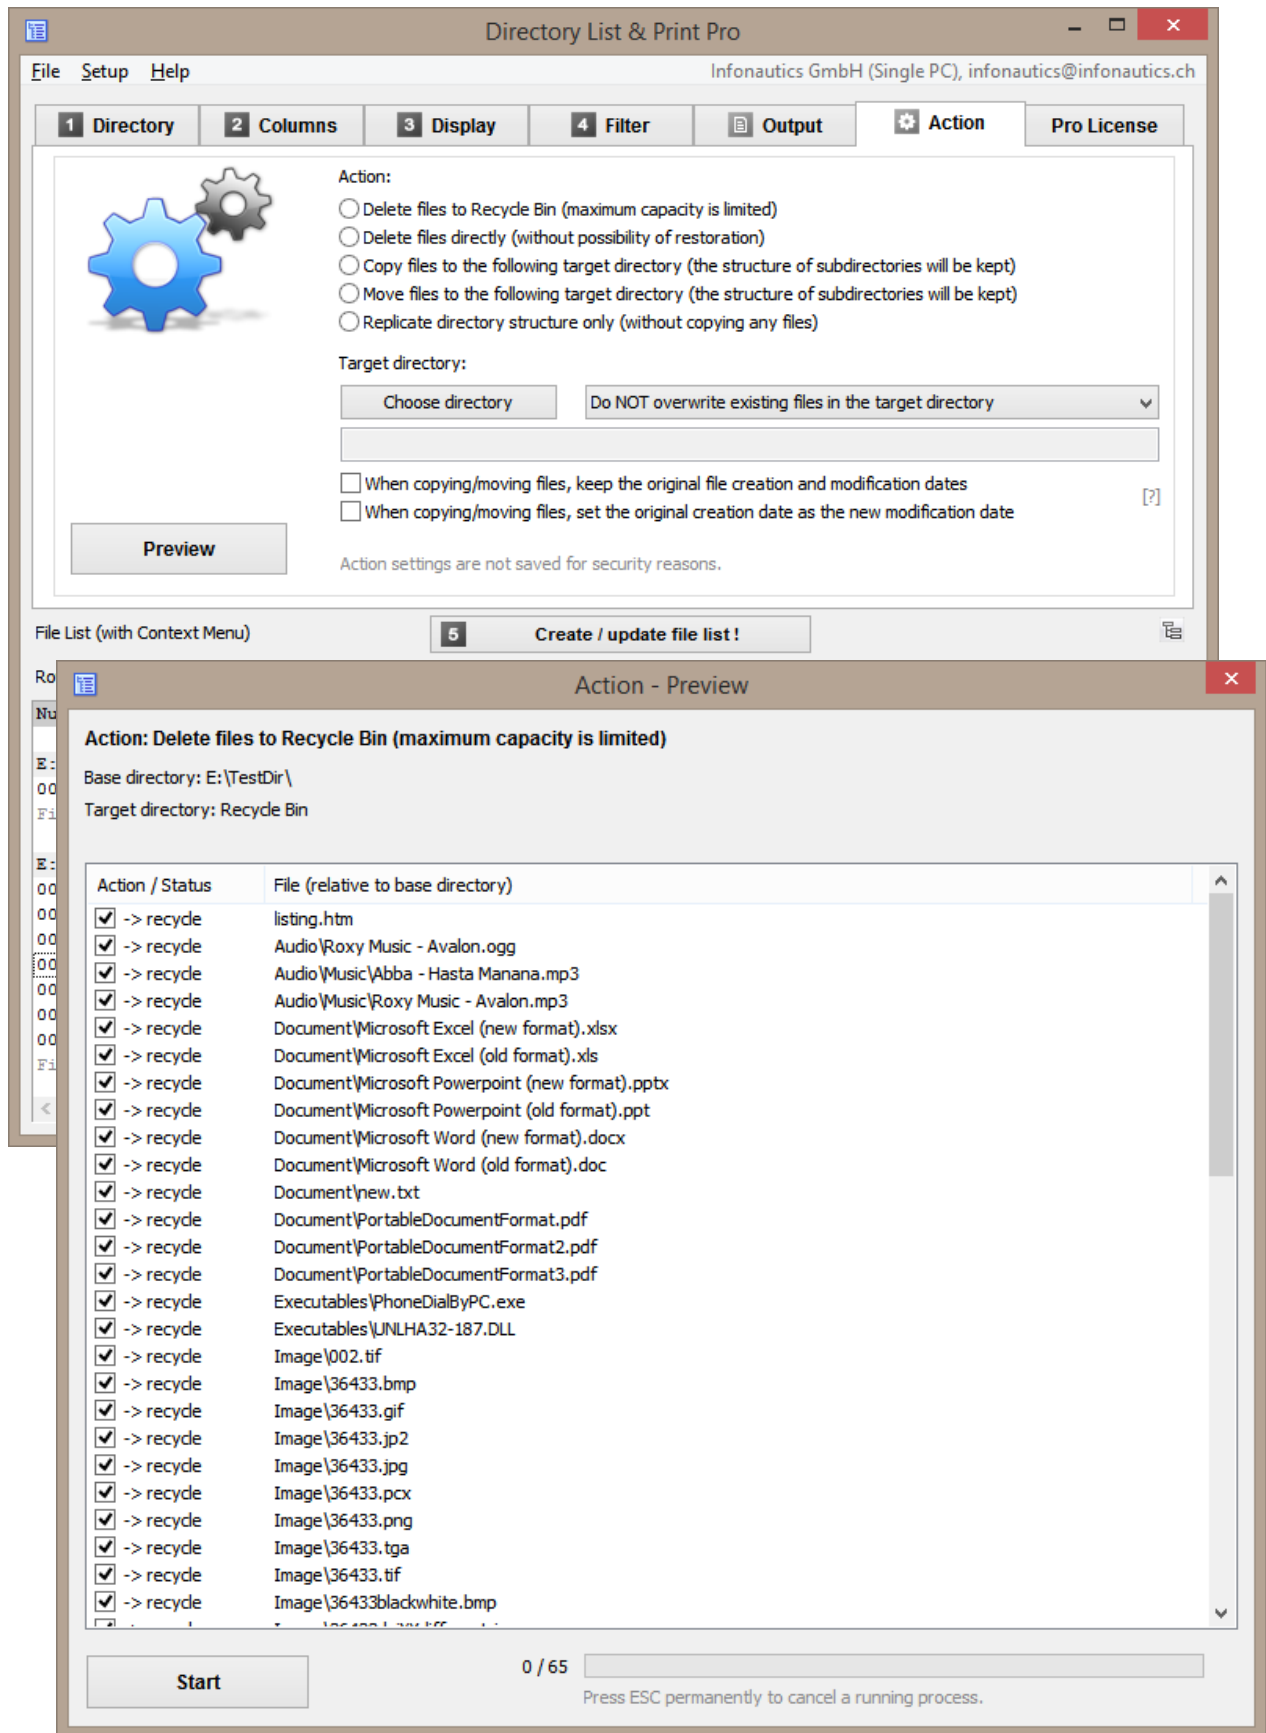 Directory List & Print Pro
File Setup Help Infonautics GmbH (Single PC), infonautics@infonautics.ch
1 Directory 2 Columns 3 Display 4 Filter Output Action Pro License
Action:
Delete files to Recycle Bin (maximum capacity is limited)
Delete files directly (without possibility of restoration)
Copy files to the following target directory (the structure of subdirectories will be kept)
Move files to the following target directory (the structure of subdirectories will be kept)
Replicate directory structure only (without copying any files)
Target directory:
Choose directory Do NOT overwrite existing files in the target directory
When copying/moving files, keep the original file creation and modification dates
[?]
When copying/moving files, set the original creation date as the new modification date
Preview
Action settings are not saved for security reasons.
File List (with Context Menu) 5 Create / update file list !
Action - Preview
Action: Delete files to Recycle Bin (maximum capacity is limited)
Base directory: E:\TestDir\
Target directory: Recycle Bin
Action / Status File (relative to base directory)
-> recycle listing.htm
-> recycle Audio\Roxy Music - Avalon.ogg
-> recycle Audio\Music\Abba - Hasta Manana.mp3
-> recycle Audio\Music\Roxy Music - Avalon.mp3
-> recycle Document\Microsoft Excel (new format).xlsx
-> recycle Document\Microsoft Excel (old format).xls
-> recycle Document\Microsoft Powerpoint (new format).pptx
-> recycle Document\Microsoft Powerpoint (old format).ppt
-> recycle Document\Microsoft Word (new format).docx
-> recycle Document\Microsoft Word (old format).doc
-> recycle Document\new.txt
-> recycle Document\PortableDocumentFormat.pdf
-> recycle Document\PortableDocumentFormat2.pdf
-> recycle Document\PortableDocumentFormat3.pdf
-> recycle Executables\PhoneDialByPC.exe
-> recycle Executables\UNLHA32-187.DLL
-> recycle Image\002.tif
-> recycle Image\36433.bmp
-> recycle Image\36433.gif
-> recycle Image\36433.jp2
-> recycle Image\36433.jpg
-> recycle Image\36433.pcx
-> recycle Image\36433.png
-> recycle Image\36433.tga
-> recycle Image\36433.tif
-> recycle Image\36433blackwhite.bmp
Start 0 / 65
Press ESC permanently to cancel a running process.